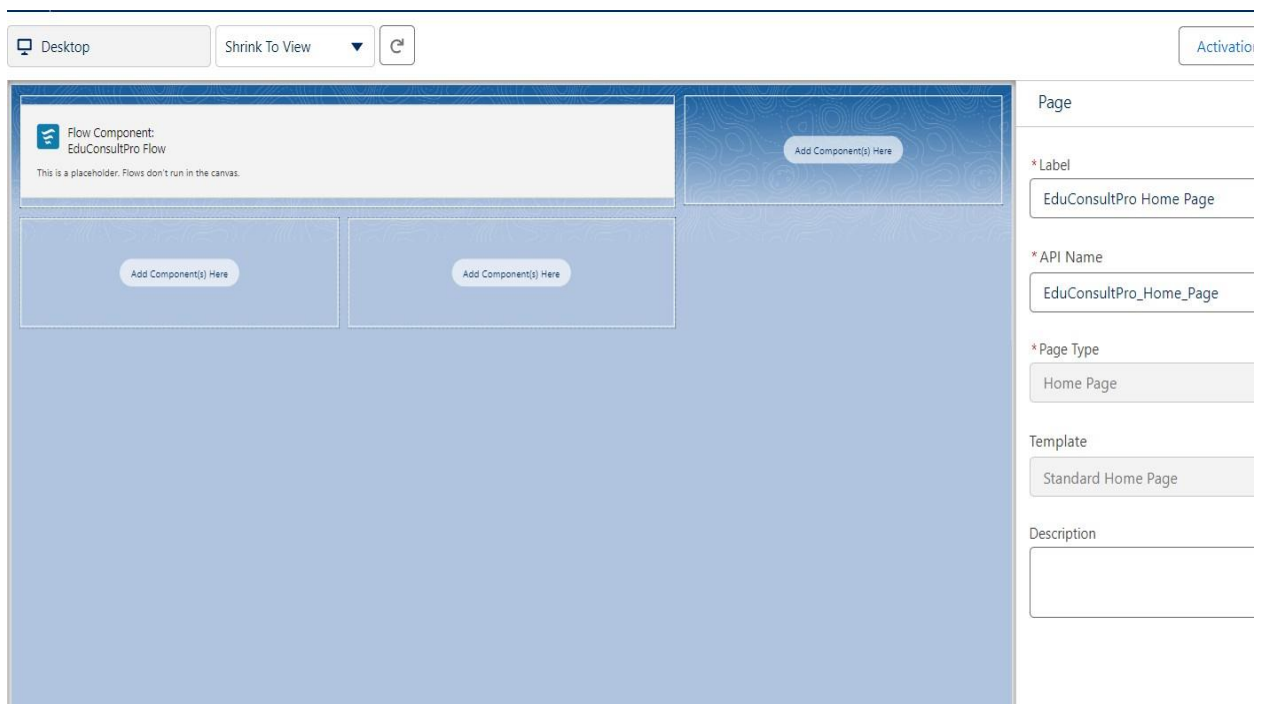 Desktop
Shrink To View
Activation
Flow Component:
EduConsultPro Flow
This is a placeholder. Flows don't run in the canvas.
Add Component(s) Here
Add Component(s) Here
Add Component(s) Here
Page
*Label
EduConsultPro Home Page
*API Name
EduConsultPro_Home_Page
*Page Type
Home Page
Template
Standard Home Page
Description